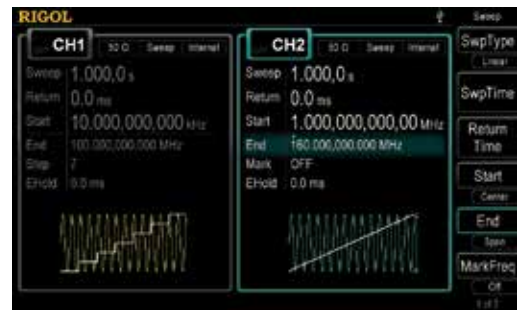 RIGOL
Sweep
CH1 50 Ω Sweep Internal
Sweep 1.000,0 s
Return 0.0 ms
Start 10.000,000,000 kHz
End 100.000,000,000 MHz
Step 7
EHold 0.0 ms
CH2 50 Ω Sweep Internal
Sweep 1.000,0 s
Return 0.0 ms
Start 1.000,000,000,00 MHz
End 160.000,000,000 MHz
Mark OFF
EHold 0.0 ms
SwpType
Linear
SwpTime
Return
Time
Start
Center
End
Span
MarkFreq
Off